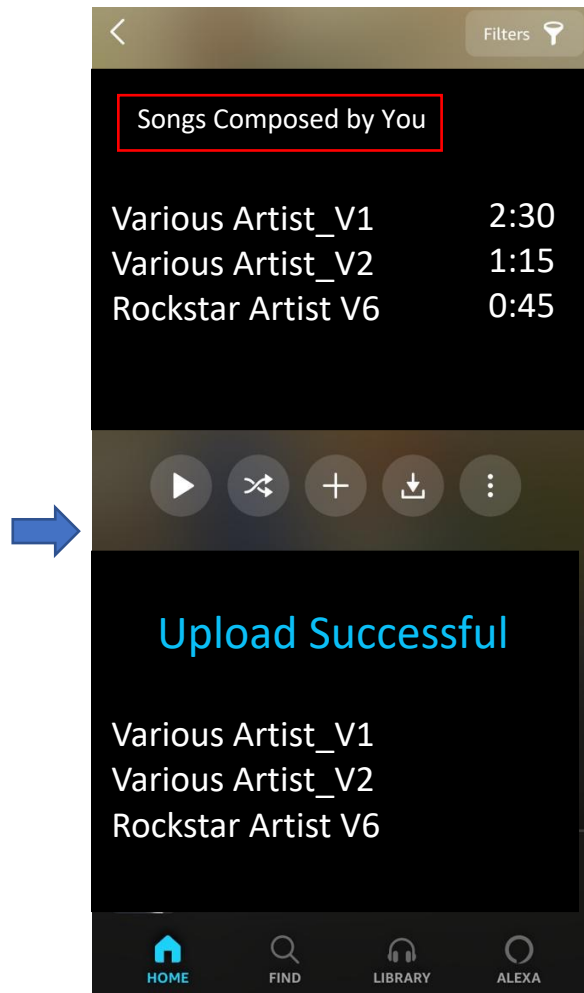 Filters
Songs Composed by You
Various Artist_V1 2:30
Various Artist_V2 1:15
Rockstar Artist V6 0:45
Upload Successful
Various Artist_V1
Various Artist_V2
Rockstar Artist V6
HOME FIND LIBRARY ALEXA